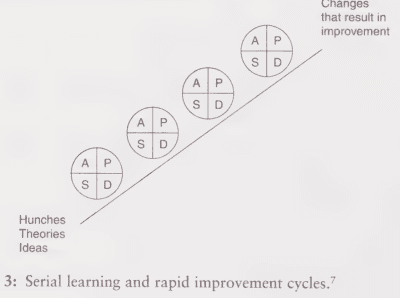 Changes
that result in
improvement
A P
S D
A P
S D
A P
S D
A P
S D
Hunches
Theories
Ideas
3: Serial learning and rapid improvement cycles.7